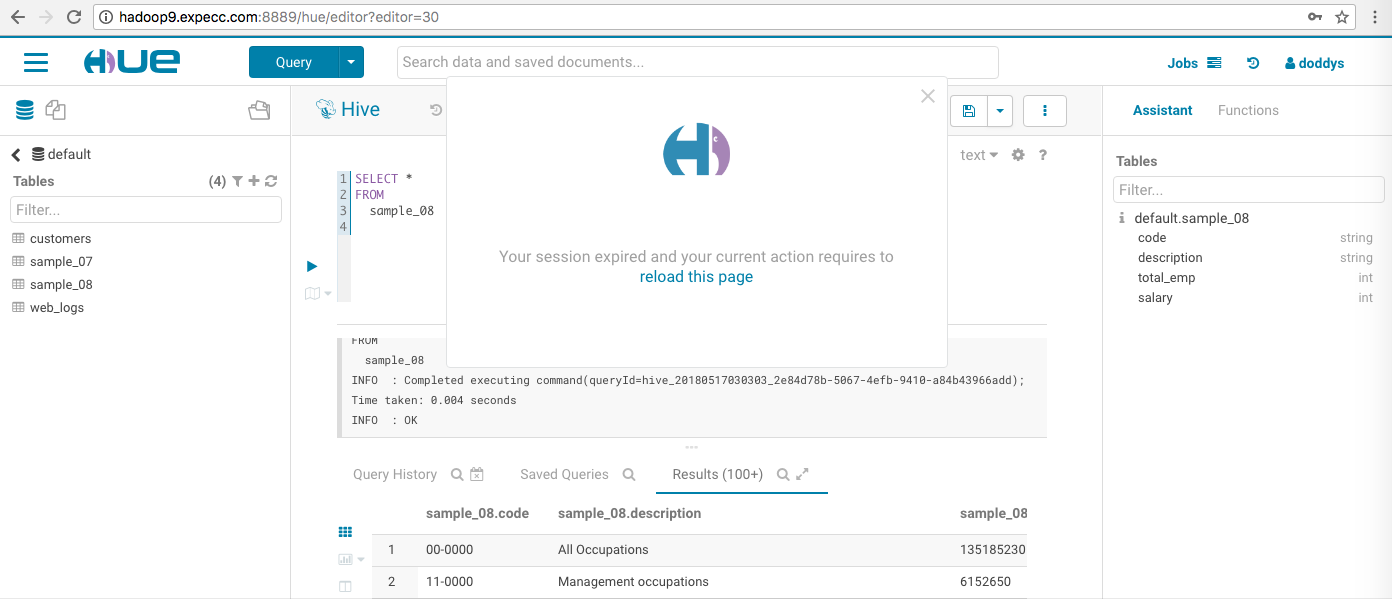 hadoop9.expecc.com:8889/hue/editor?editor=30
HUE
Query
Search data and saved documents...
Jobs
doddys
Hive
Assistant
Functions
default
Tables
(4)
Filter...
customers
sample_07
sample_08
web_logs
text
?
1 SELECT *
2 FROM
3 sample_08
4
Your session expired and your current action requires to
reload this page
Tables
Filter...
default.sample_08
code string
description string
total_emp int
salary int
FROM
sample_08
INFO : Completed executing command(queryId=hive_20180517030303_2e84d78b-5067-4efb-9410-a84b43966add);
Time taken: 0.004 seconds
INFO : OK
Query History
Saved Queries
Results (100+)
sample_08.code sample_08.description sample_08
1 00-0000 All Occupations 135185230
2 11-0000 Management occupations 6152650